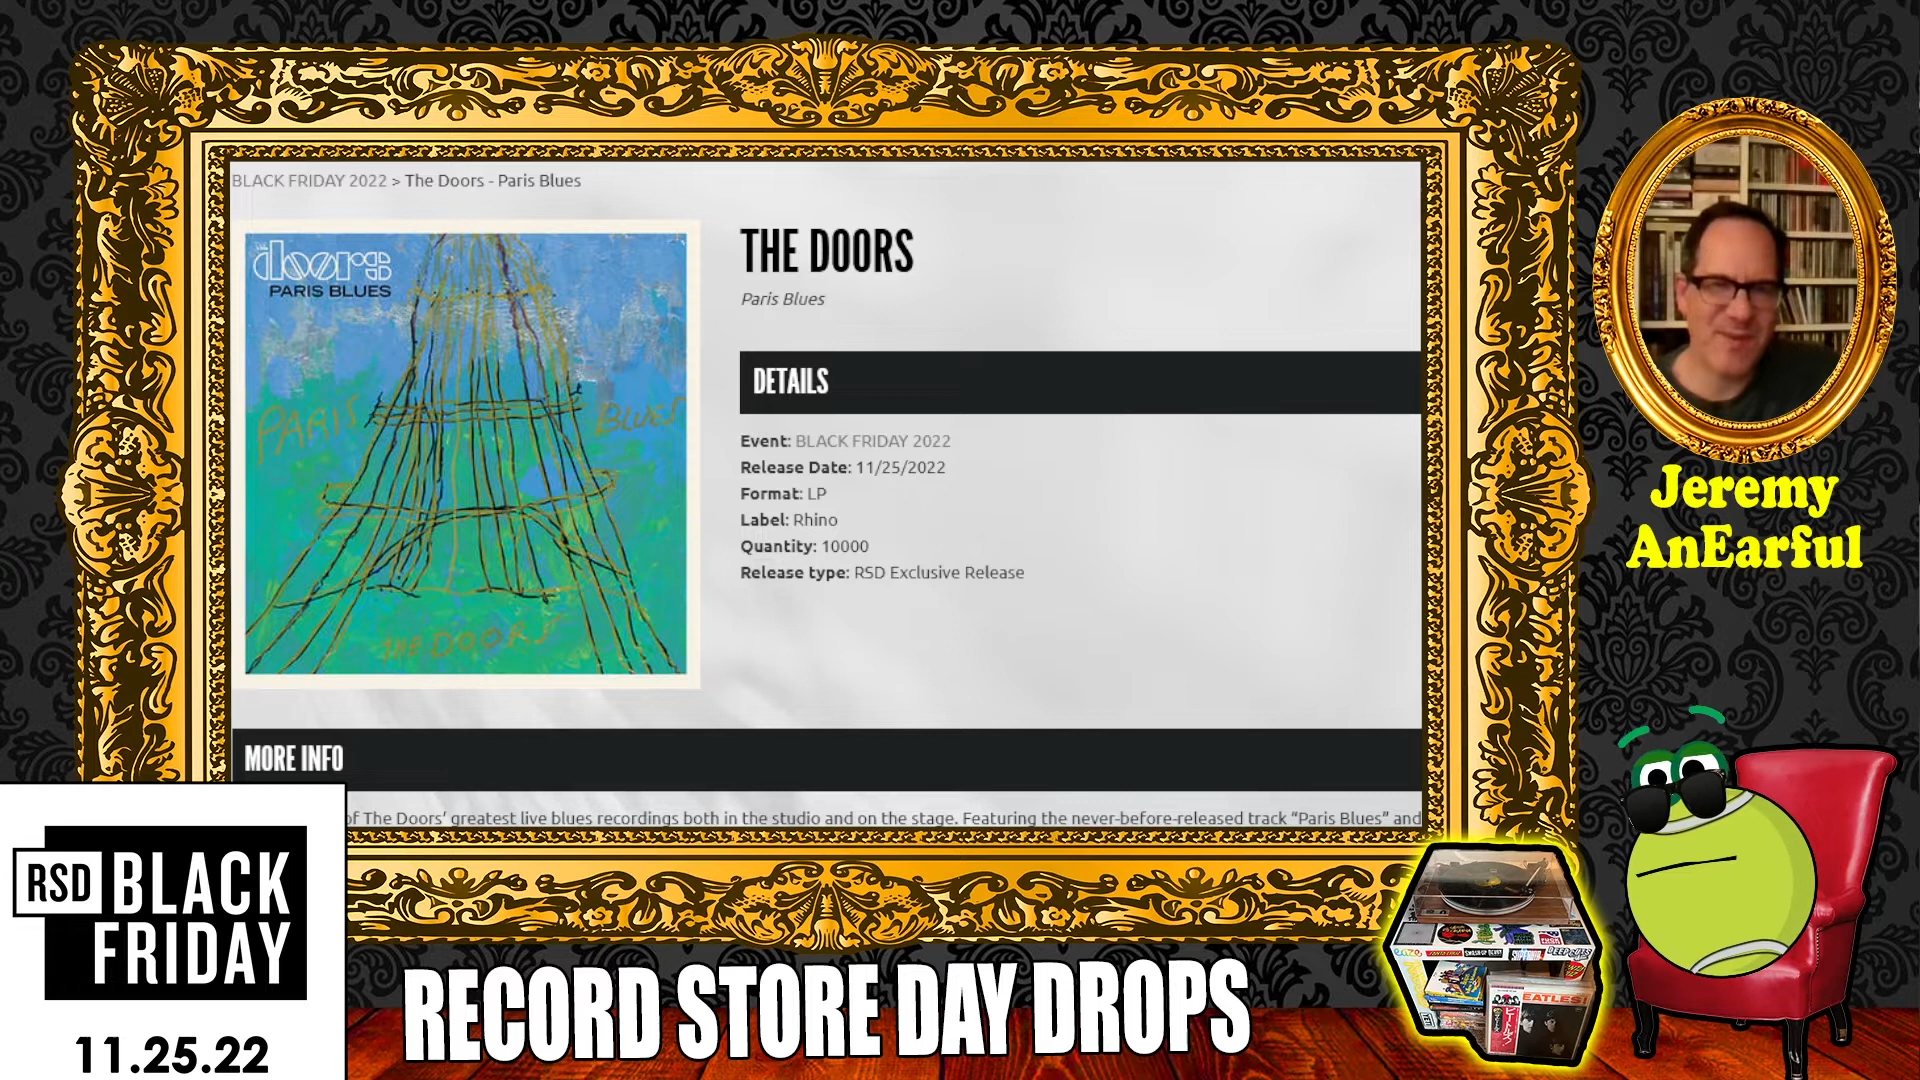 BLACK FRIDAY 2022 > The Doors - Paris Blues
THE
doors
PARIS BLUES
PARIS BLUES
THE DOORS
THE DOORS
Paris Blues
DETAILS
Event: BLACK FRIDAY 2022
Release Date: 11/25/2022
Format: LP
Label: Rhino
Quantity: 10000
Release type: RSD Exclusive Release
MORE INFO
of The Doors’ greatest live blues recordings both in the studio and on the stage. Featuring the never-before-released track “Paris Blues” and
Jeremy
AnEarful
RSD BLACK
FRIDAY
11.25.22
RECORD STORE DAY DROPS
BEATLES!